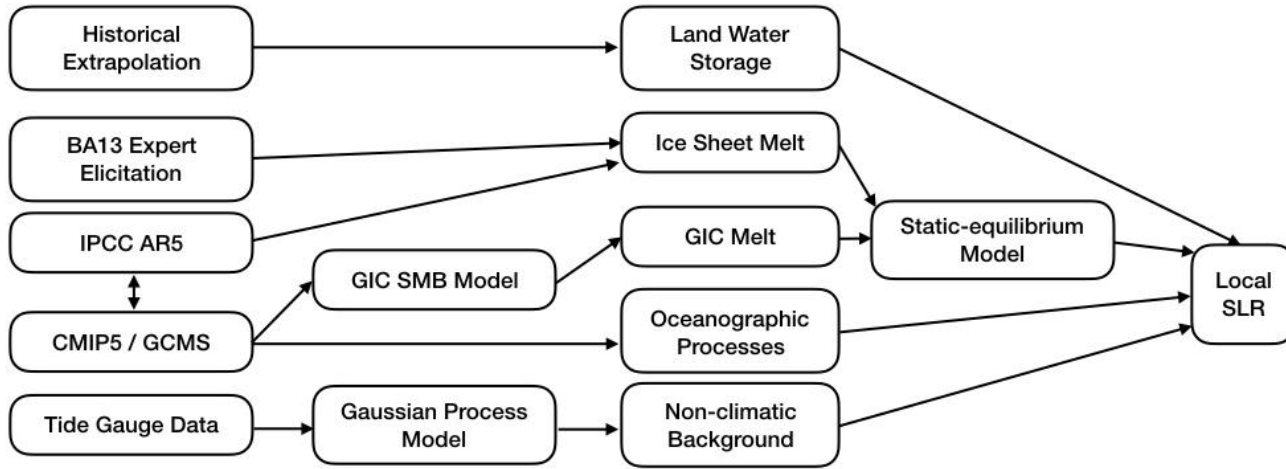 Historical
Extrapolation
Land Water
Storage
BA13 Expert
Elicitation
Ice Sheet Melt
IPCC AR5
GIC SMB Model
GIC Melt
Static-equilibrium
Model
Local
SLR
CMIP5 / GCMS
Oceanographic
Processes
Tide Gauge Data
Gaussian Process
Model
Non-climatic
Background